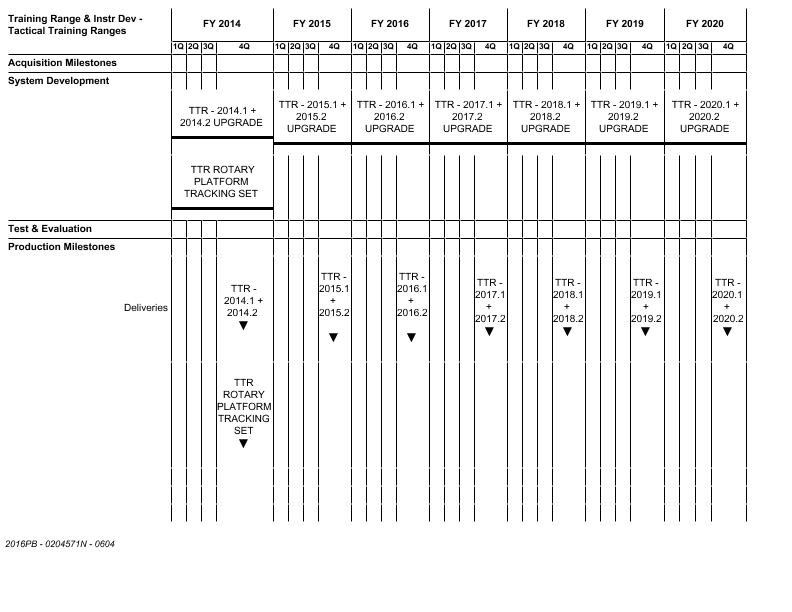 Training Range & Instr Dev -
Tactical Training Ranges
FY 2014 FY 2015 FY 2016 FY 2017 FY 2018 FY 2019 FY 2020
1Q 2Q 3Q 4Q 1Q 2Q 3Q 4Q 1Q 2Q 3Q 4Q 1Q 2Q 3Q 4Q 1Q 2Q 3Q 4Q 1Q 2Q 3Q 4Q 1Q 2Q 3Q 4Q
Acquisition Milestones
System Development
TTR - 2014.1 +
2014.2 UPGRADE
TTR - 2015.1 +
2015.2
UPGRADE
TTR - 2016.1 +
2016.2
UPGRADE
TTR - 2017.1 +
2017.2
UPGRADE
TTR - 2018.1 +
2018.2
UPGRADE
TTR - 2019.1 +
2019.2
UPGRADE
TTR - 2020.1 +
2020.2
UPGRADE
TTR ROTARY
PLATFORM
TRACKING SET
Test & Evaluation
Production Milestones
Deliveries
TTR -
2014.1 +
2014.2
▼
TTR -
2015.1
+
2015.2
▼
TTR -
2016.1
+
2016.2
▼
TTR -
2017.1
+
2017.2
▼
TTR -
2018.1
+
2018.2
▼
TTR -
2019.1
+
2019.2
▼
TTR -
2020.1
+
2020.2
▼
TTR
ROTARY
PLATFORM
TRACKING
SET
▼
2016PB - 0204571N - 0604